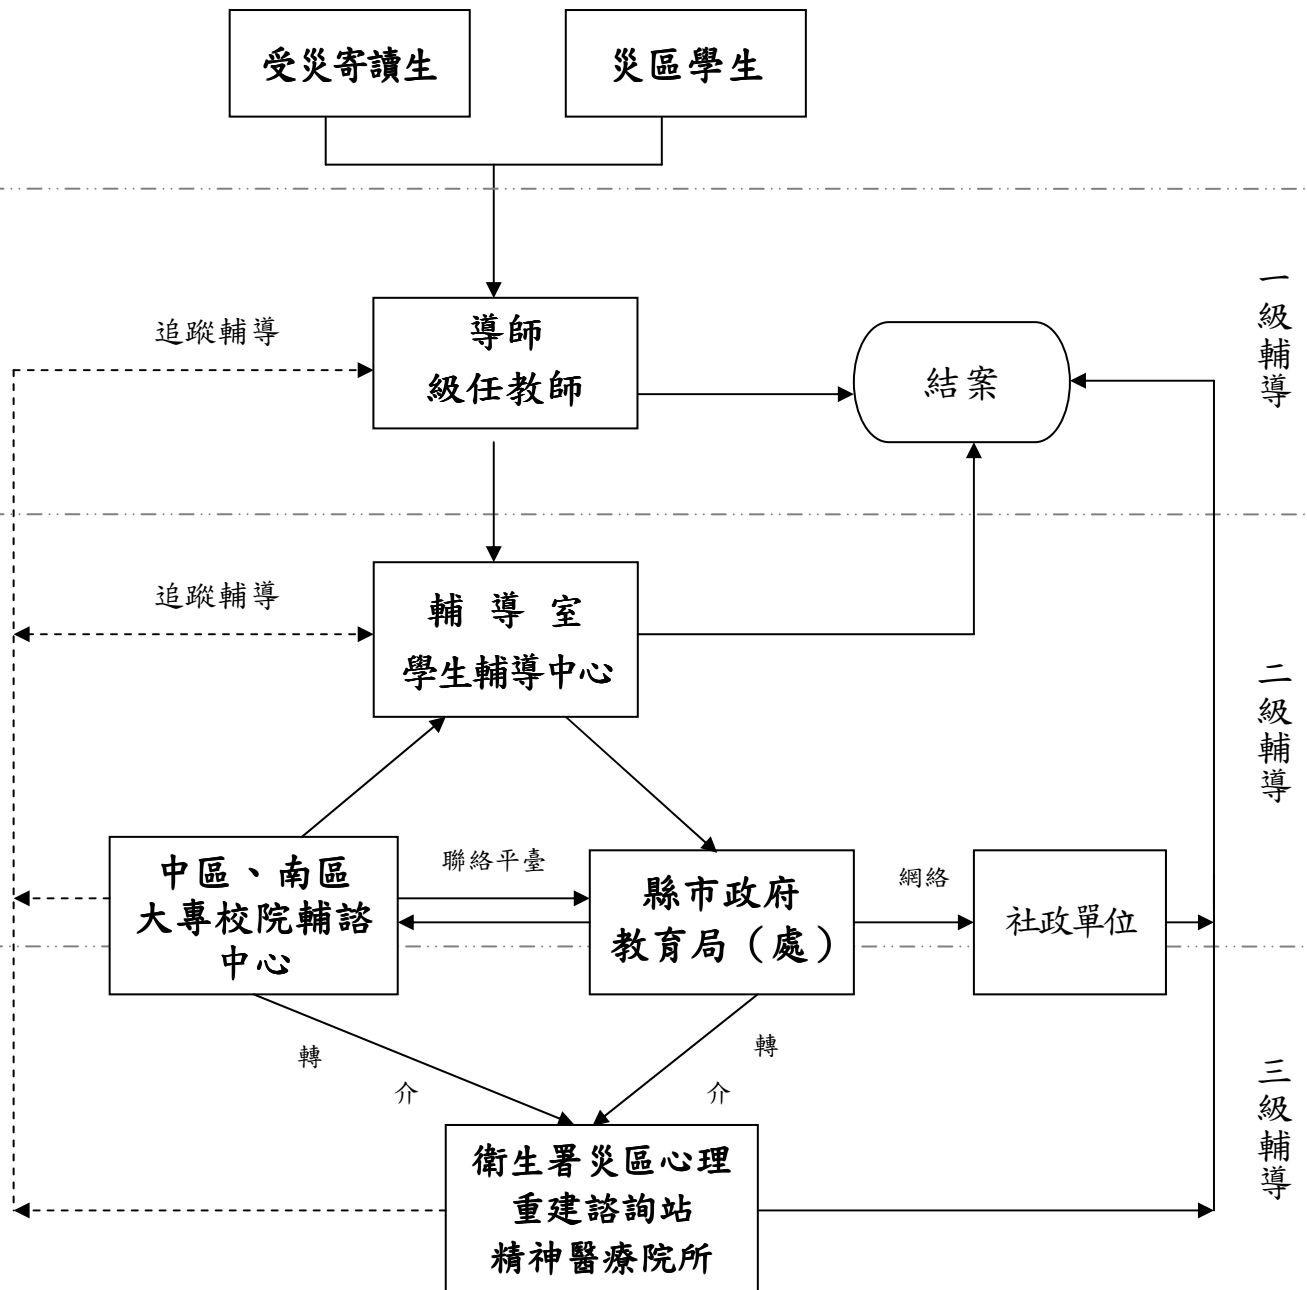 受災寄讀生
災區學生
一級輔導
追蹤輔導
導師
級任教師
結案
追蹤輔導
輔導室
學生輔導中心
二級輔導
中區、南區
大專校院輔諮
中心
聯絡平臺
縣市政府
教育局（處）
網絡
社政單位
轉介
轉介
三級輔導
衛生署災區心理
重建諮詢站
精神醫療院所